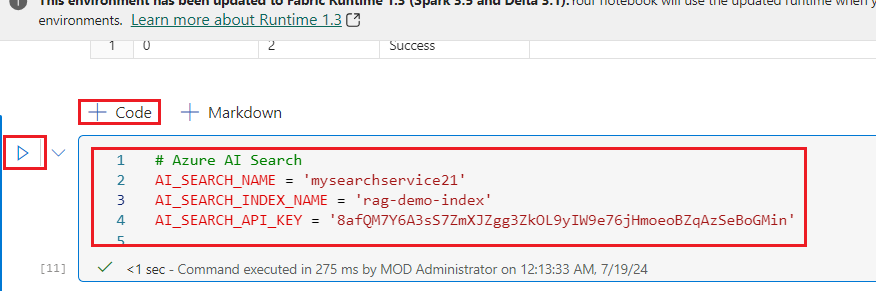 This environment has been updated to Fabric Runtime 1.3 (Spark 3.5 and Delta 3.1). Your notebook will use the updated runtime when y
environments. Learn more about Runtime 1.3
1 0 2 Success
Code Markdown
1 # Azure AI Search
2 AI_SEARCH_NAME = 'mysearchservice21'
3 AI_SEARCH_INDEX_NAME = 'rag-demo-index'
4 AI_SEARCH_API_KEY = '8afQM7Y6A3sS7ZmXJZgg3ZkOL9yIW9e76jHmoeoBZqAzSeBoGMin'
5
[11] <1 sec - Command executed in 275 ms by MOD Administrator on 12:13:33 AM, 7/19/24